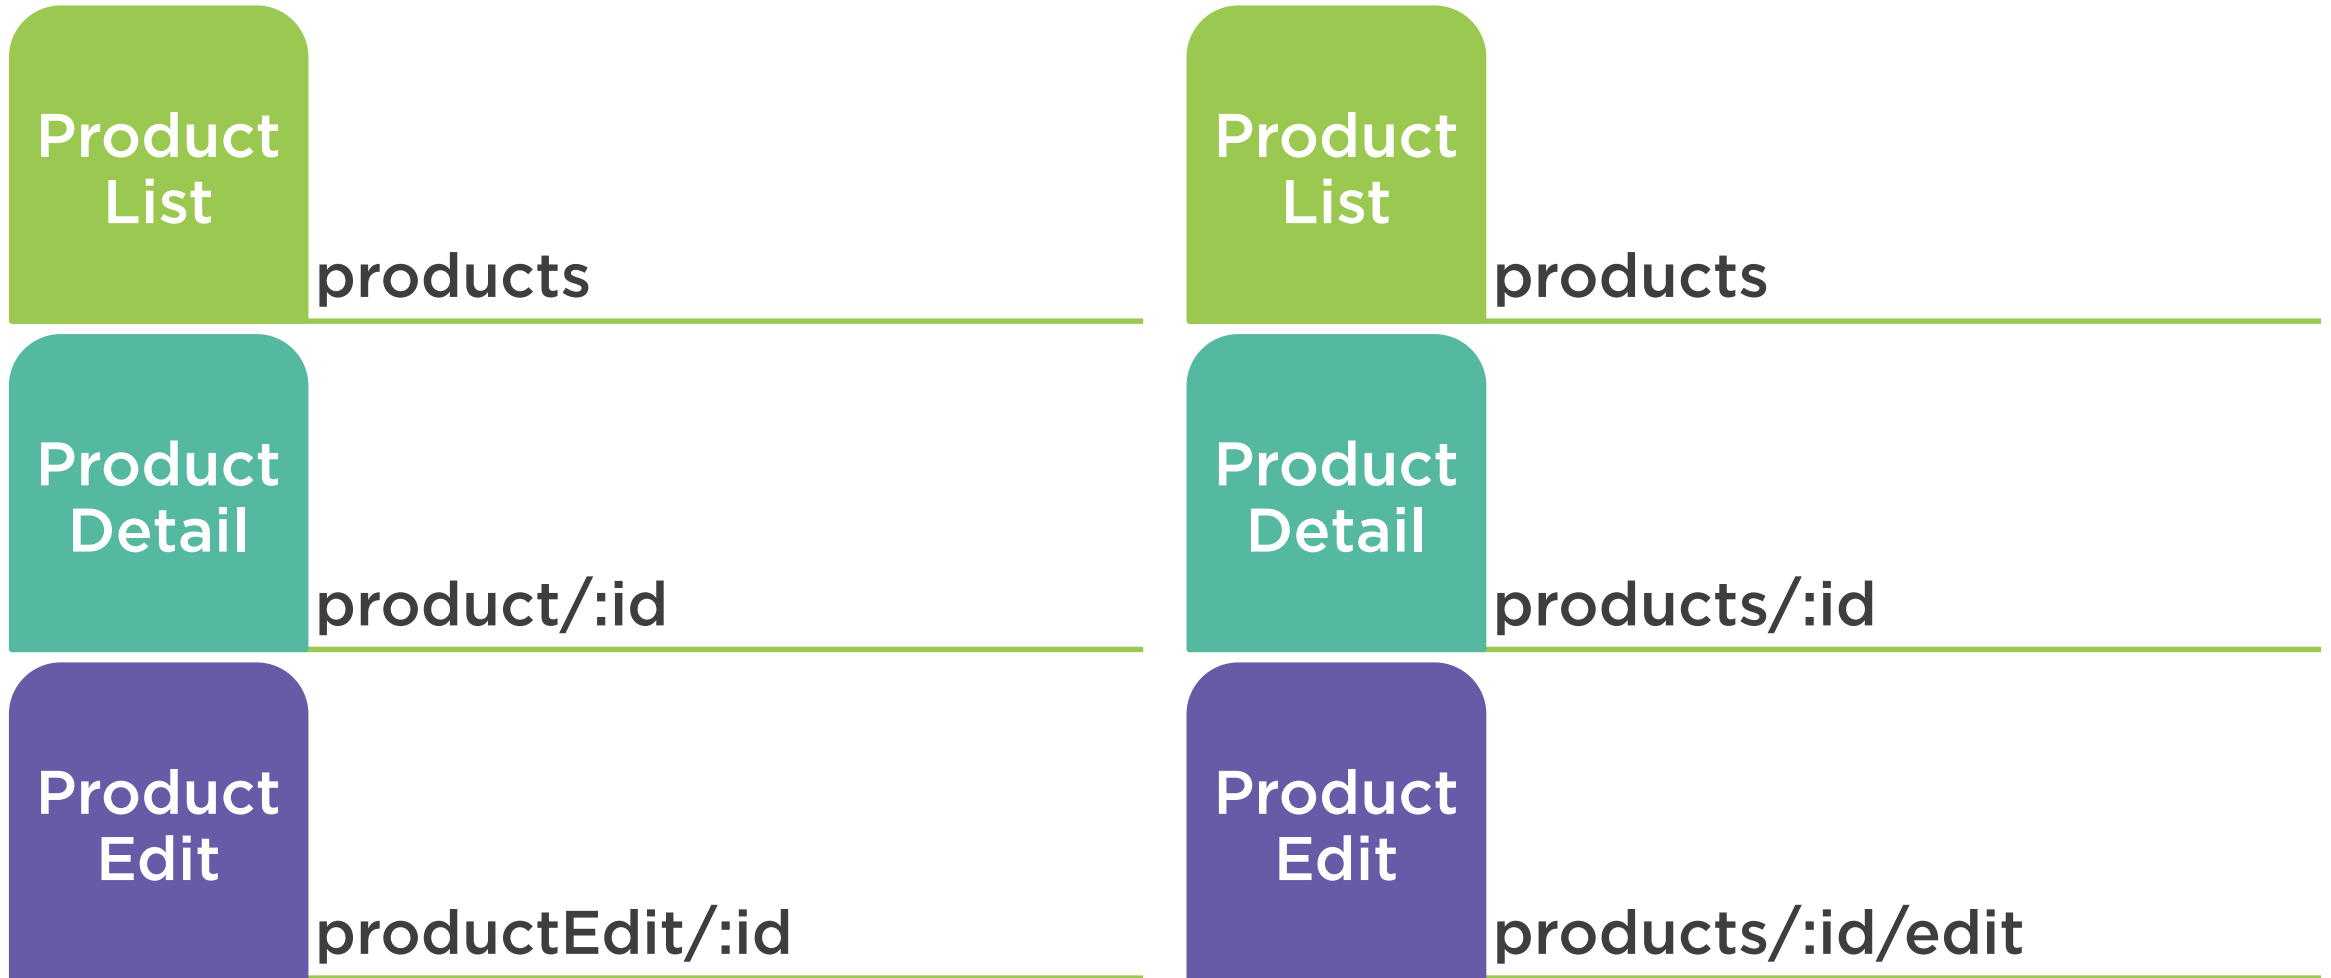 Product
List
products
Product
Detail
product/:id
Product
Edit
productEdit/:id
Product
List
products
Product
Detail
products/:id
Product
Edit
products/:id/edit